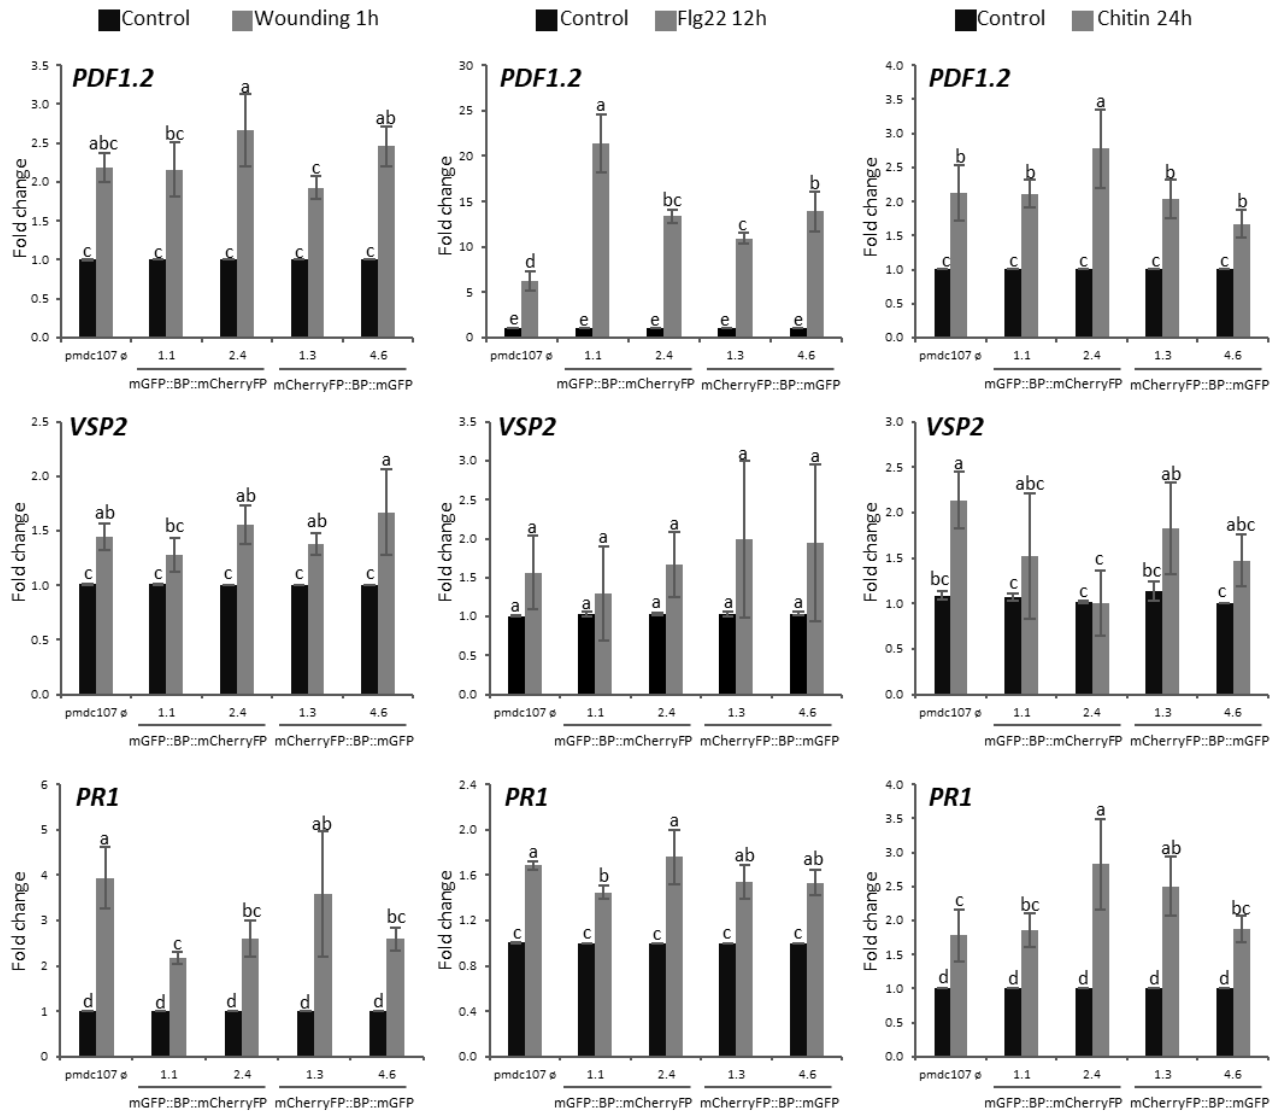 Control Wounding 1h
Control Flg22 12h
Control Chitin 24h
PDF1.2
Fold change
3.5
3.0
2.5
2.0
1.5
1.0
0.5
0.0
abc bc a c ab
c c c c c
pmdc107 ø 1.1 2.4 1.3 4.6
mGFP::BP::mCherryFP mCherryFP::BP::mGFP
PDF1.2
Fold change
30
25
20
15
10
5
0
d a bc c b
e e e e e
pmdc107 ø 1.1 2.4 1.3 4.6
mGFP::BP::mCherryFP mCherryFP::BP::mGFP
PDF1.2
Fold change
4.0
3.5
3.0
2.5
2.0
1.5
1.0
0.5
0.0
b b a b b
c c c c c
pmdc107 ø 1.1 2.4 1.3 4.6
mGFP::BP::mCherryFP mCherryFP::BP::mGFP
VSP2
Fold change
2.5
2.0
1.5
1.0
0.5
0.0
ab bc ab ab a
c c c c c
pmdc107 ø 1.1 2.4 1.3 4.6
mGFP::BP::mCherryFP mCherryFP::BP::mGFP
VSP2
Fold change
3.5
3.0
2.5
2.0
1.5
1.0
0.5
0.0
a a a a a
a a a a a
pmdc107 ø 1.1 2.4 1.3 4.6
mGFP::BP::mCherryFP mCherryFP::BP::mGFP
VSP2
Fold change
3.0
2.5
2.0
1.5
1.0
0.5
0.0
a abc c ab abc
bc c c bc c
pmdc107 ø 1.1 2.4 1.3 4.6
mGFP::BP::mCherryFP mCherryFP::BP::mGFP
PR1
Fold change
6
5
4
3
2
1
0
a c bc ab bc
d d d d d
pmdc107 ø 1.1 2.4 1.3 4.6
mGFP::BP::mCherryFP mCherryFP::BP::mGFP
PR1
Fold change
2.4
2.0
1.6
1.2
0.8
0.4
0.0
a b a ab ab
c c c c c
pmdc107 ø 1.1 2.4 1.3 4.6
mGFP::BP::mCherryFP mCherryFP::BP::mGFP
PR1
Fold change
4.0
3.5
3.0
2.5
2.0
1.5
1.0
0.5
0.0
c bc a ab bc
d d d d d
pmdc107 ø 1.1 2.4 1.3 4.6
mGFP::BP::mCherryFP mCherryFP::BP::mGFP